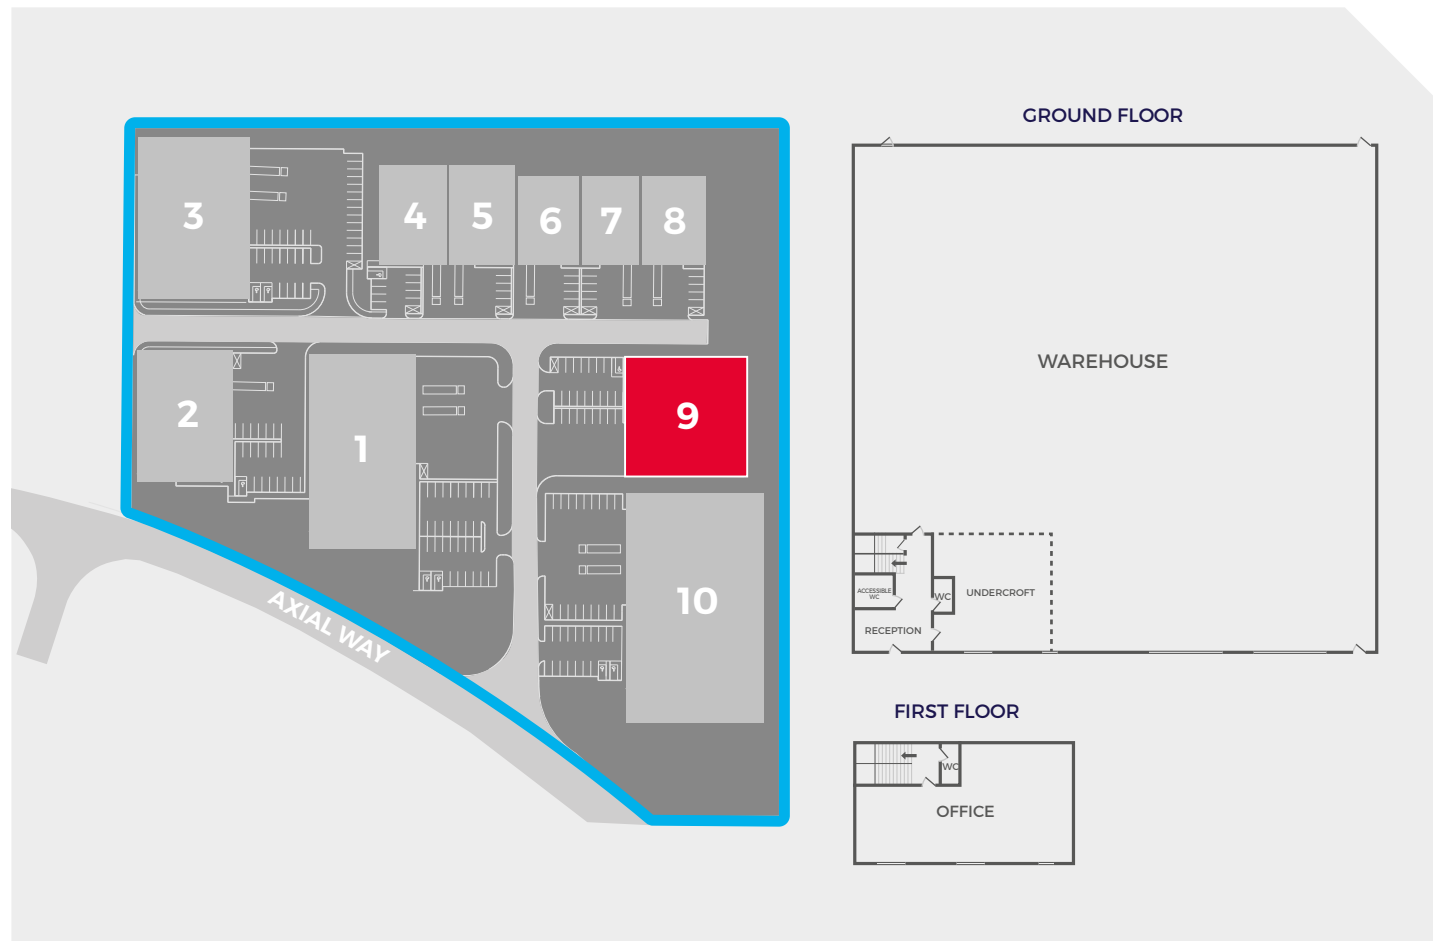 3
4
5
6
7
8
2
1
9
10
AXIAL WAY
GROUND FLOOR
WAREHOUSE
ACCESSIBLE
WC
WC
UNDERCROFT
RECEPTION
FIRST FLOOR
WC
OFFICE